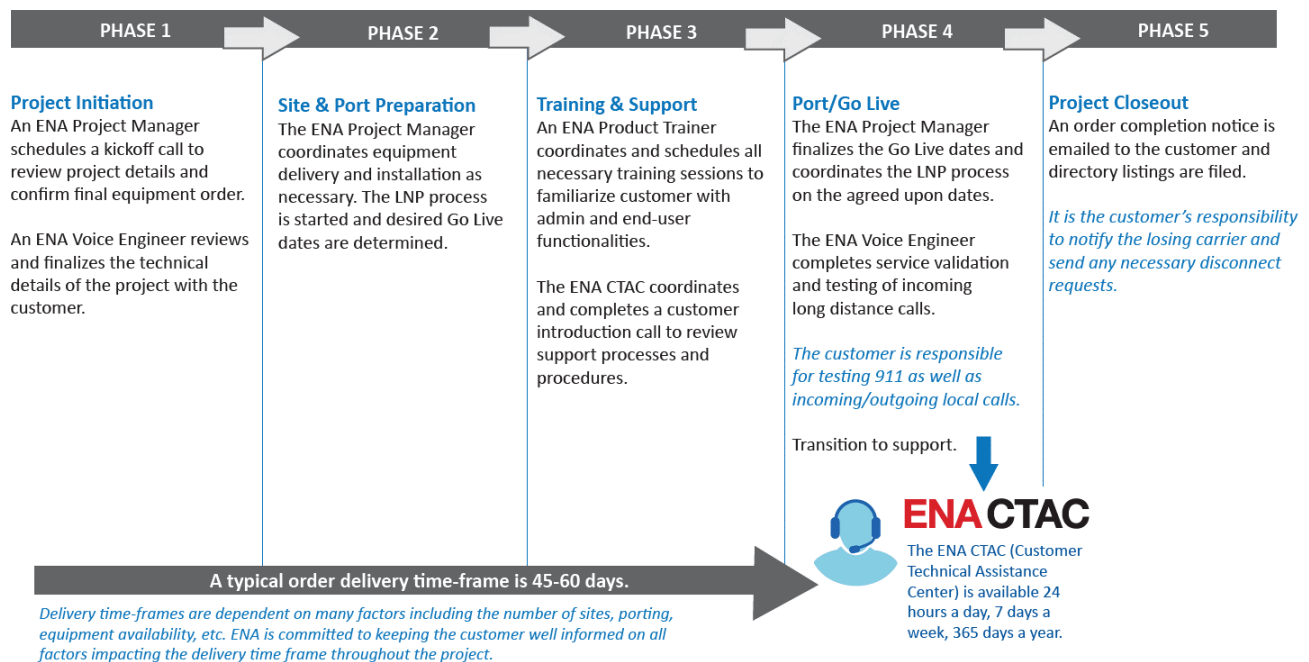 PHASE 1
PHASE 2
PHASE 3
PHASE 4
PHASE 5
Project Initiation
An ENA Project Manager
schedules a kickoff call to
review project details and
confirm final equipment order.
An ENA Voice Engineer reviews
and finalizes the technical
details of the project with the
customer.
Site & Port Preparation
The ENA Project Manager
coordinates equipment
delivery and installation as
necessary. The LNP process
is started and desired Go Live
dates are determined.
Training & Support
An ENA Product Trainer
coordinates and schedules all
necessary training sessions to
familiarize customer with
admin and end-user
functionalities.
The ENA CTAC coordinates
and completes a customer
introduction call to review
support processes and
procedures.
Port/Go Live
The ENA Project Manager
finalizes the Go Live dates and
coordinates the LNP process
on the agreed upon dates.
The ENA Voice Engineer
completes service validation
and testing of incoming
long distance calls.
The customer is responsible
for testing 911 as well as
incoming/outgoing local calls.
Transition to support.
Project Closeout
An order completion notice is
emailed to the customer and
directory listings are filed.
It is the customer's responsibility
to notify the losing carrier and
send any necessary disconnect
requests.
ENA CTAC
The ENA CTAC (Customer
Technical Assistance
Center) is available 24
hours a day, 7 days a
week, 365 days a year.
A typical order delivery time-frame is 45-60 days.
Delivery time-frames are dependent on many factors including the number of sites, porting,
equipment availability, etc. ENA is committed to keeping the customer well informed on all
factors impacting the delivery time frame throughout the project.